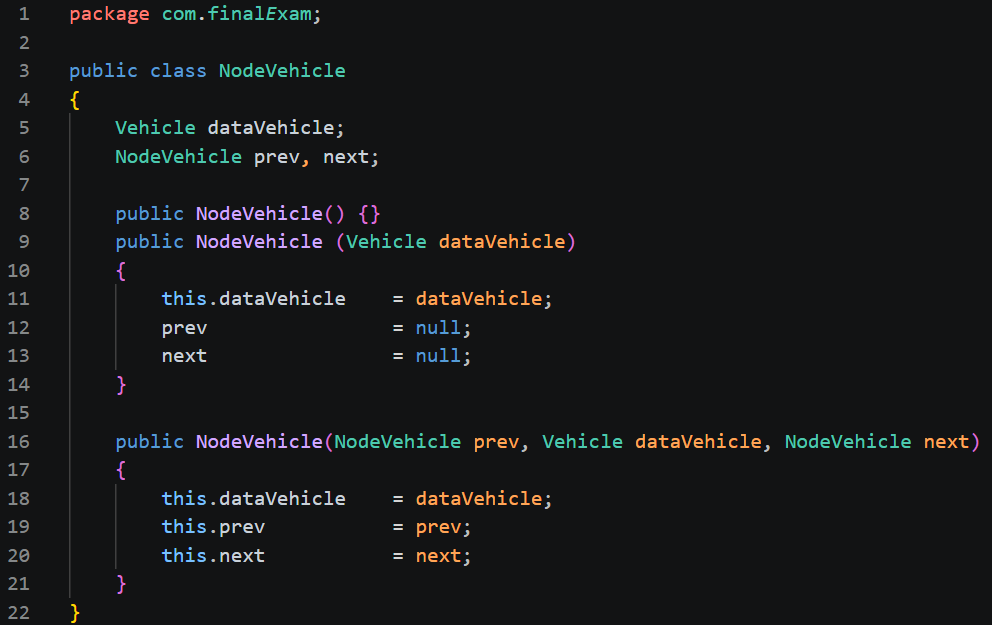 1 package com.finalExam;
2
3 public class NodeVehicle
4 {
5     Vehicle dataVehicle;
6     NodeVehicle prev, next;
7
8     public NodeVehicle() {}
9     public NodeVehicle (Vehicle dataVehicle)
10     {
11         this.dataVehicle    = dataVehicle;
12         prev                = null;
13         next                = null;
14     }
15
16     public NodeVehicle(NodeVehicle prev, Vehicle dataVehicle, NodeVehicle next)
17     {
18         this.dataVehicle    = dataVehicle;
19         this.prev           = prev;
20         this.next           = next;
21     }
22 }